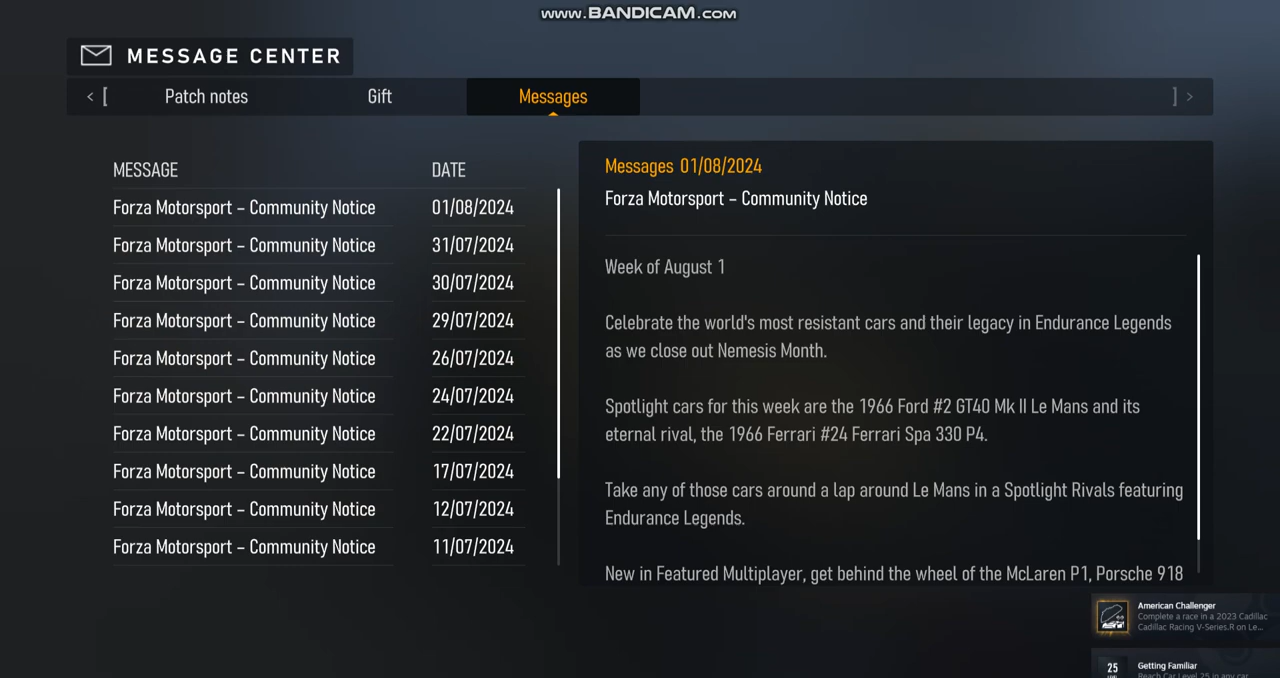 www.BANDICAM.com
MESSAGE CENTER
< [ Patch notes Gift Messages ] >
MESSAGE DATE
Forza Motorsport – Community Notice 01/08/2024
Forza Motorsport – Community Notice 31/07/2024
Forza Motorsport – Community Notice 30/07/2024
Forza Motorsport – Community Notice 29/07/2024
Forza Motorsport – Community Notice 26/07/2024
Forza Motorsport – Community Notice 24/07/2024
Forza Motorsport – Community Notice 22/07/2024
Forza Motorsport – Community Notice 17/07/2024
Forza Motorsport – Community Notice 12/07/2024
Forza Motorsport – Community Notice 11/07/2024
Messages 01/08/2024
Forza Motorsport – Community Notice
Week of August 1
Celebrate the world's most resistant cars and their legacy in Endurance Legends
as we close out Nemesis Month.
Spotlight cars for this week are the 1966 Ford #2 GT40 Mk II Le Mans and its
eternal rival, the 1966 Ferrari #24 Ferrari Spa 330 P4.
Take any of those cars around a lap around Le Mans in a Spotlight Rivals featuring
Endurance Legends.
New in Featured Multiplayer, get behind the wheel of the McLaren P1, Porsche 918
American Challenger
Complete a race in a 2023 Cadillac
Cadillac Racing V-Series.R on Le...
25
Getting Familiar
Reach Car Level 25 in any car